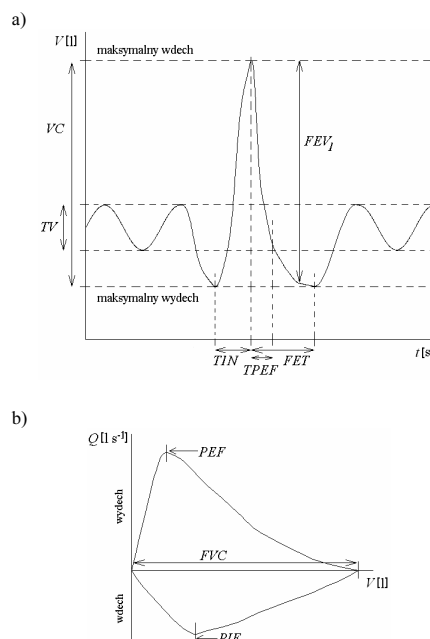 a)
V [l]
maksymalny wdech
VC
FEV1
TV
maksymalny wydech
TIN
FET
t [s
TPEF
b)
Q [l s-1]
PEF
wydech
FVC
V [l]
wdech
PIF